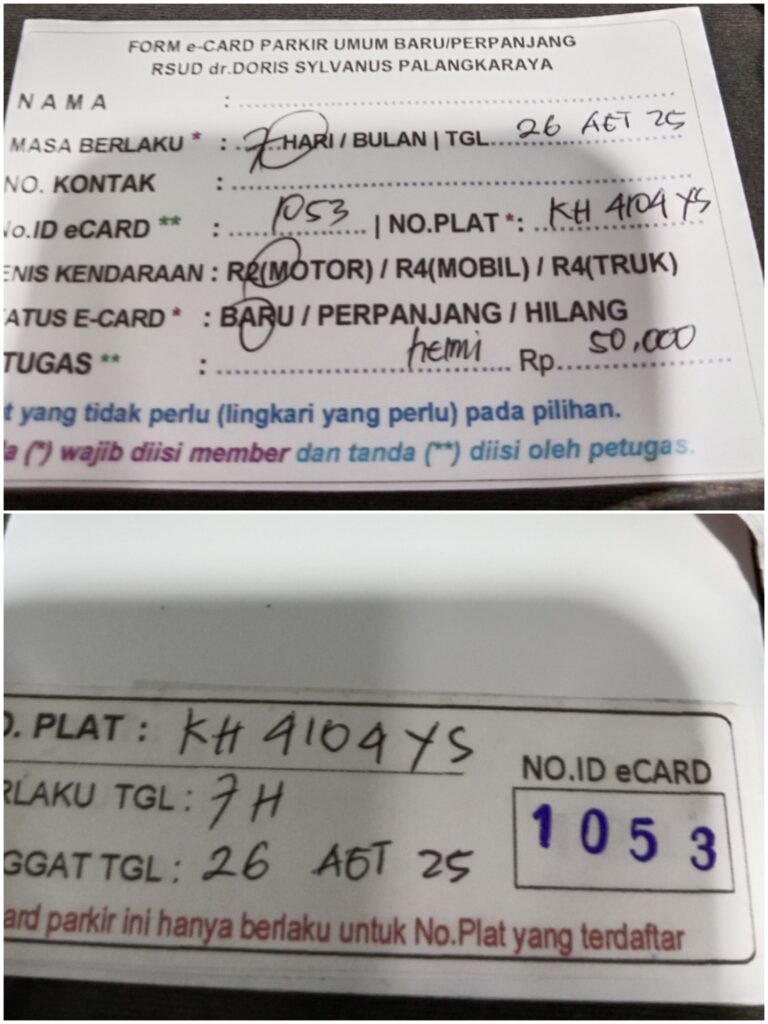 FORM e-CARD PARKIR UMUM BARU/PERPANJANG
RSUD dr.DORIS SYLVANUS PALANGKARAYA
NAMA :
MASA BERLAKU * : 7 HARI / BULAN | TGL. 26 AET 25
NO. KONTAK :
No.ID eCARD ** : 1053 | NO.PLAT *: KH 4104 YS
ENIS KENDARAAN : R2(MOTOR) / R4(MOBIL) / R4(TRUK)
ATUS E-CARD * : BARU / PERPANJANG / HILANG
TUGAS ** : hemi Rp. 50.000
t yang tidak perlu (lingkari yang perlu) pada pilihan.
a (*) wajib diisi member dan tanda (**) diisi oleh petugas.
O. PLAT : KH 4104 YS
RLAKU TGL : 7 H
GGAT TGL : 26 AET 25
NO.ID eCARD
1053
ard parkir ini hanya berlaku untuk No.Plat yang terdaftar